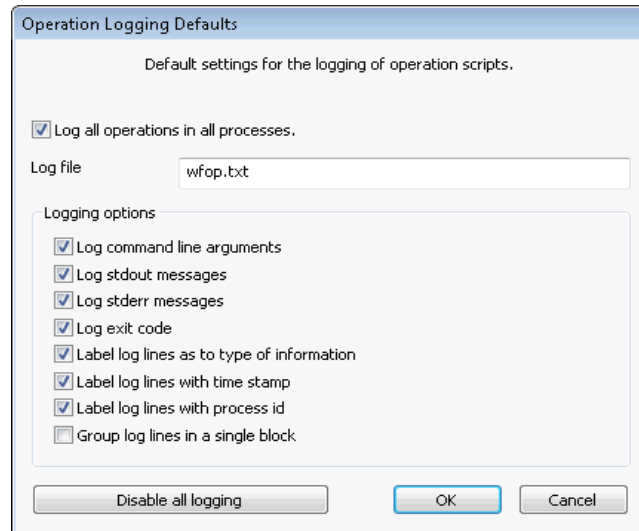 Operation Logging Defaults
Default settings for the logging of operation scripts.
Log all operations in all processes.
Log file wfop.txt
Logging options
Log command line arguments
Log stdout messages
Log stderr messages
Log exit code
Label log lines as to type of information
Label log lines with time stamp
Label log lines with process id
Group log lines in a single block
Disable all logging OK Cancel